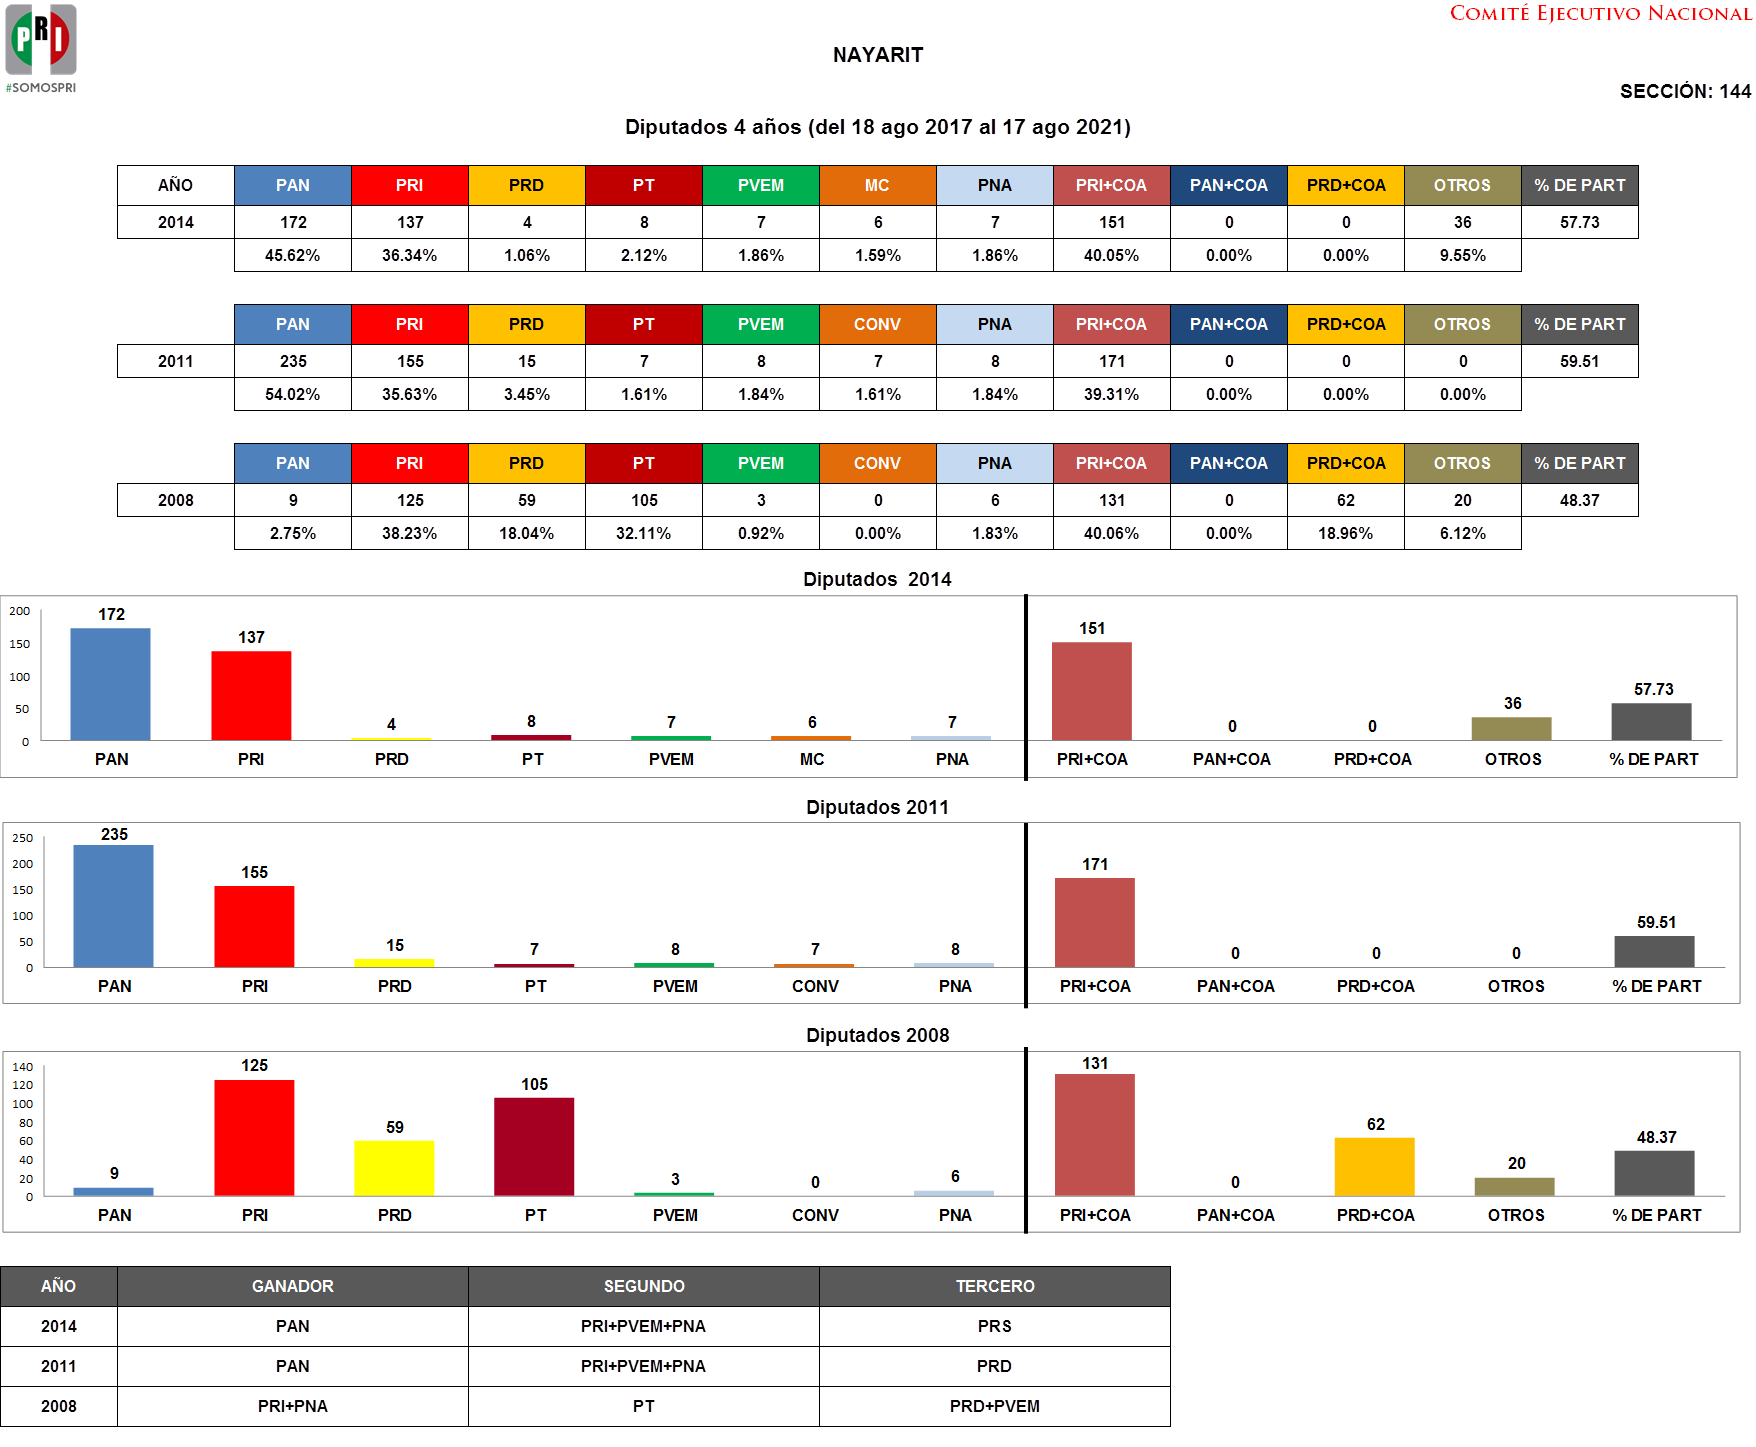 PRI
#SOMOSPRI
COMITÉ EJECUTIVO NACIONAL
NAYARIT
SECCIÓN: 144
Diputados 4 años (del 18 ago 2017 al 17 ago 2021)
AÑO PAN PRI PRD PT PVEM MC PNA PRI+COA PAN+COA PRD+COA OTROS % DE PART
2014 172 137 4 8 7 6 7 151 0 0 36 57.73
45.62% 36.34% 1.06% 2.12% 1.86% 1.59% 1.86% 40.05% 0.00% 0.00% 9.55%
PAN PRI PRD PT PVEM CONV PNA PRI+COA PAN+COA PRD+COA OTROS % DE PART
2011 235 155 15 7 8 7 8 171 0 0 0 59.51
54.02% 35.63% 3.45% 1.61% 1.84% 1.61% 1.84% 39.31% 0.00% 0.00% 0.00%
PAN PRI PRD PT PVEM CONV PNA PRI+COA PAN+COA PRD+COA OTROS % DE PART
2008 9 125 59 105 3 0 6 131 0 62 20 48.37
2.75% 38.23% 18.04% 32.11% 0.92% 0.00% 1.83% 40.06% 0.00% 18.96% 6.12%
Diputados 2014
200
150
100
50
0
172 137 4 8 7 6 7 151 0 0 36 57.73
PAN PRI PRD PT PVEM MC PNA PRI+COA PAN+COA PRD+COA OTROS % DE PART
Diputados 2011
250
200
150
100
50
0
235 155 15 7 8 7 8 171 0 0 0 59.51
PAN PRI PRD PT PVEM CONV PNA PRI+COA PAN+COA PRD+COA OTROS % DE PART
Diputados 2008
140
120
100
80
60
40
20
0
9 125 59 105 3 0 6 131 0 62 20 48.37
PAN PRI PRD PT PVEM CONV PNA PRI+COA PAN+COA PRD+COA OTROS % DE PART
AÑO GANADOR SEGUNDO TERCERO
2014 PAN PRI+PVEM+PNA PRS
2011 PAN PRI+PVEM+PNA PRD
2008 PRI+PNA PT PRD+PVEM